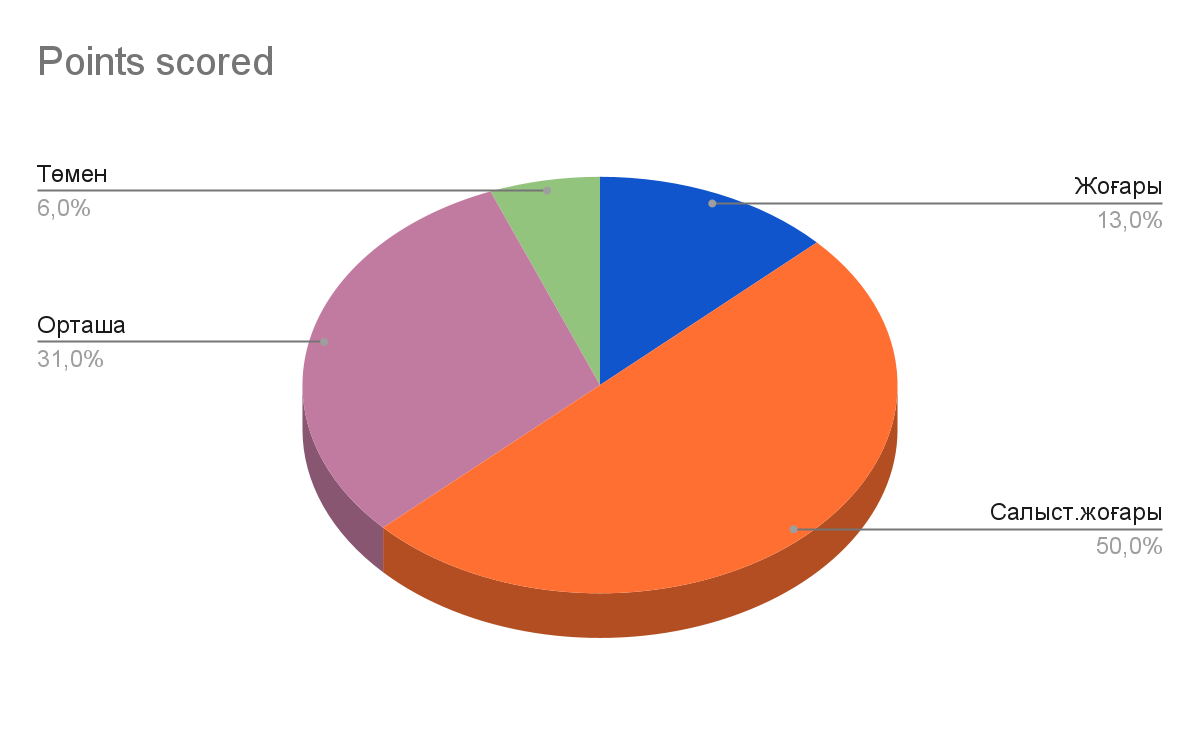 Points scored
Төмен
6,0%
Жоғары
13,0%
Орташа
31,0%
Салыст.жоғары
50,0%